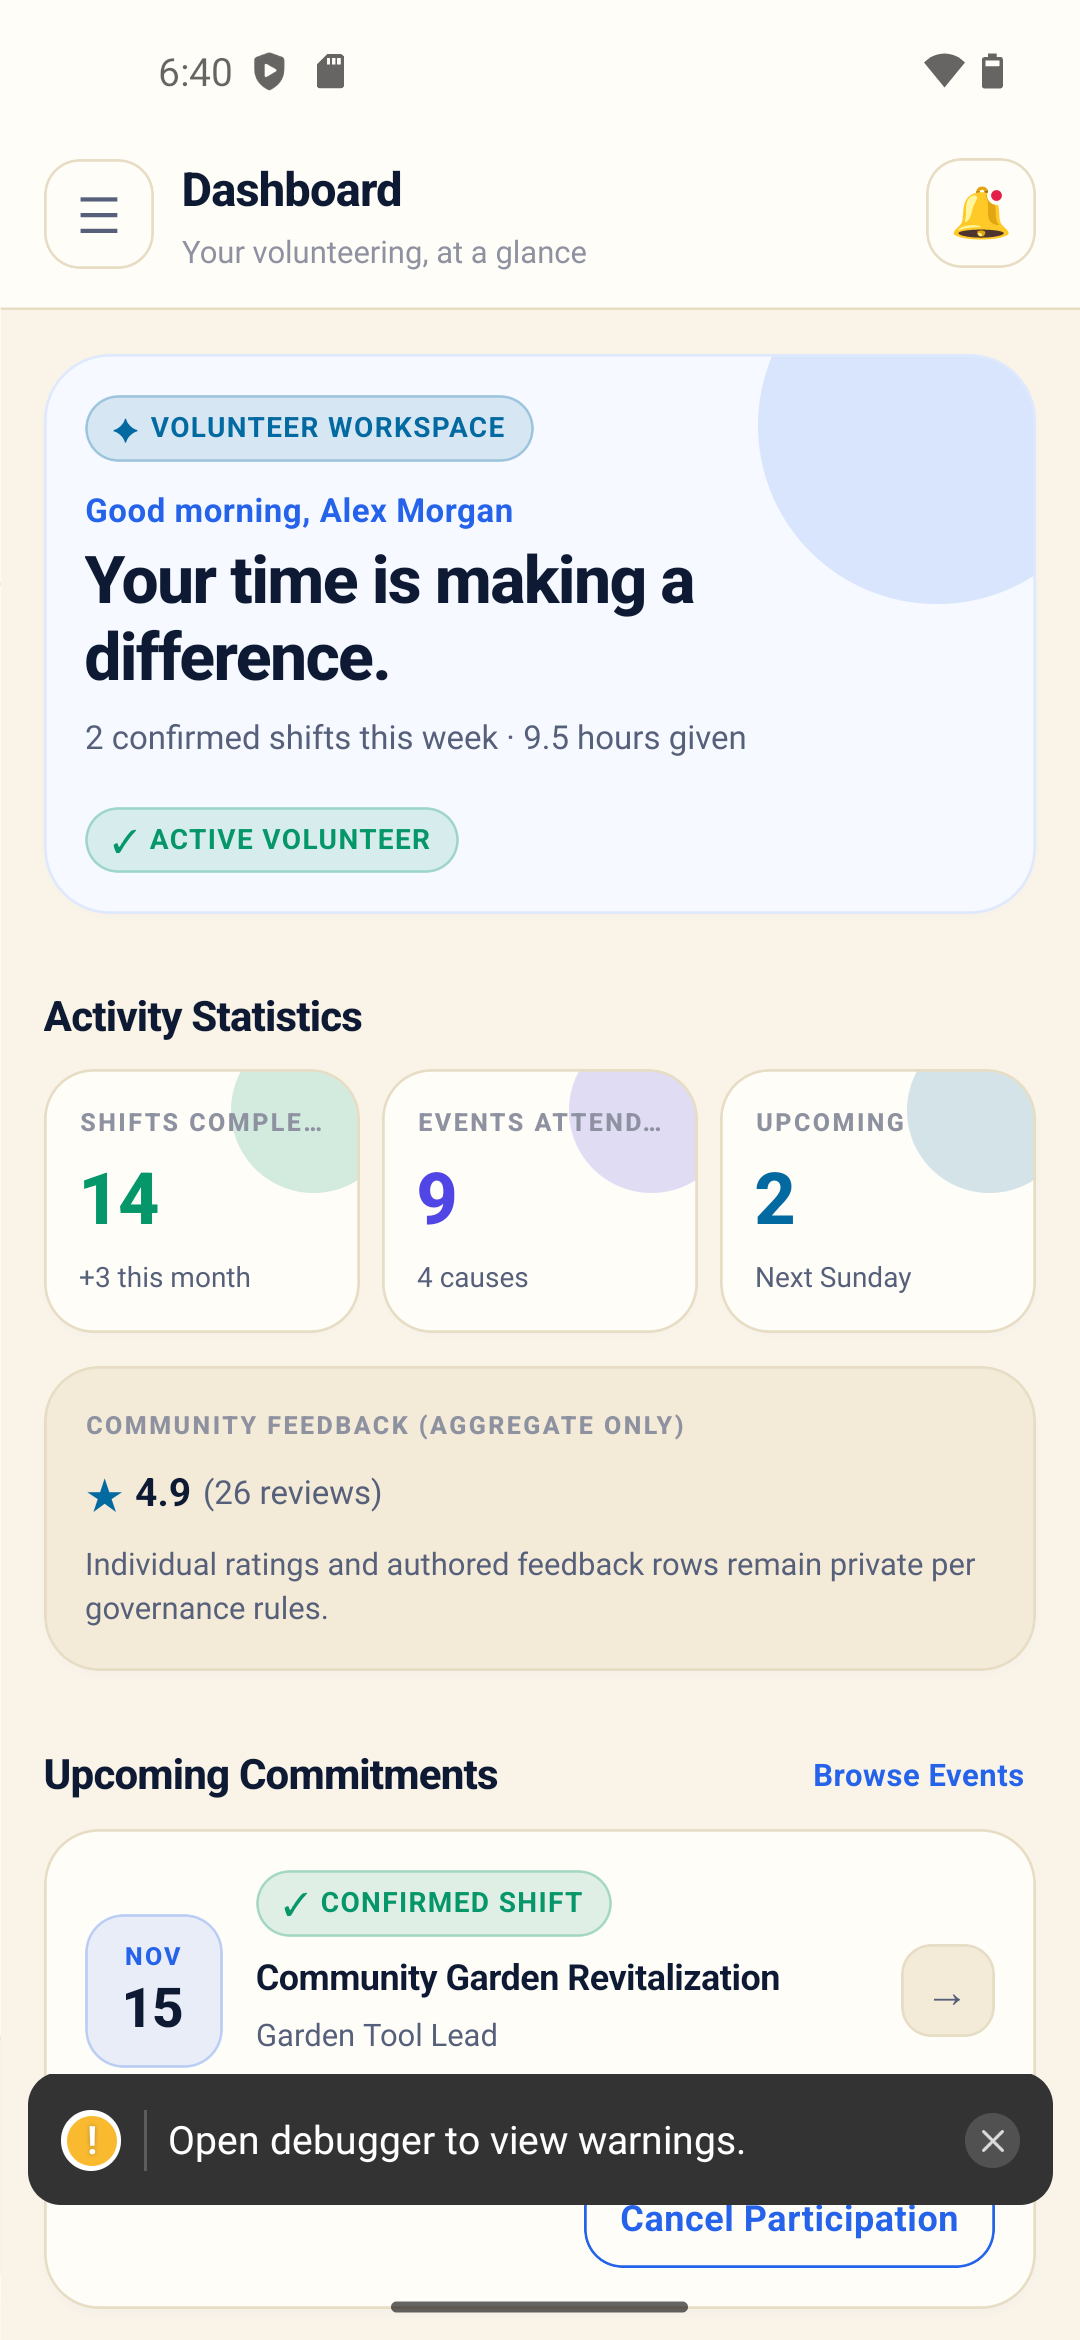 6:40
Dashboard
Your volunteering, at a glance
✦ VOLUNTEER WORKSPACE
Good morning, Alex Morgan
Your time is making a
difference.
2 confirmed shifts this week · 9.5 hours given
✓ ACTIVE VOLUNTEER
Activity Statistics
SHIFTS COMPLE…
14
+3 this month
EVENTS ATTEND…
9
4 causes
UPCOMING
2
Next Sunday
COMMUNITY FEEDBACK (AGGREGATE ONLY)
★ 4.9 (26 reviews)
Individual ratings and authored feedback rows remain private per
governance rules.
Upcoming Commitments
Browse Events
✓ CONFIRMED SHIFT
NOV
15
Community Garden Revitalization
Garden Tool Lead
→
! Open debugger to view warnings.
Cancel Participation